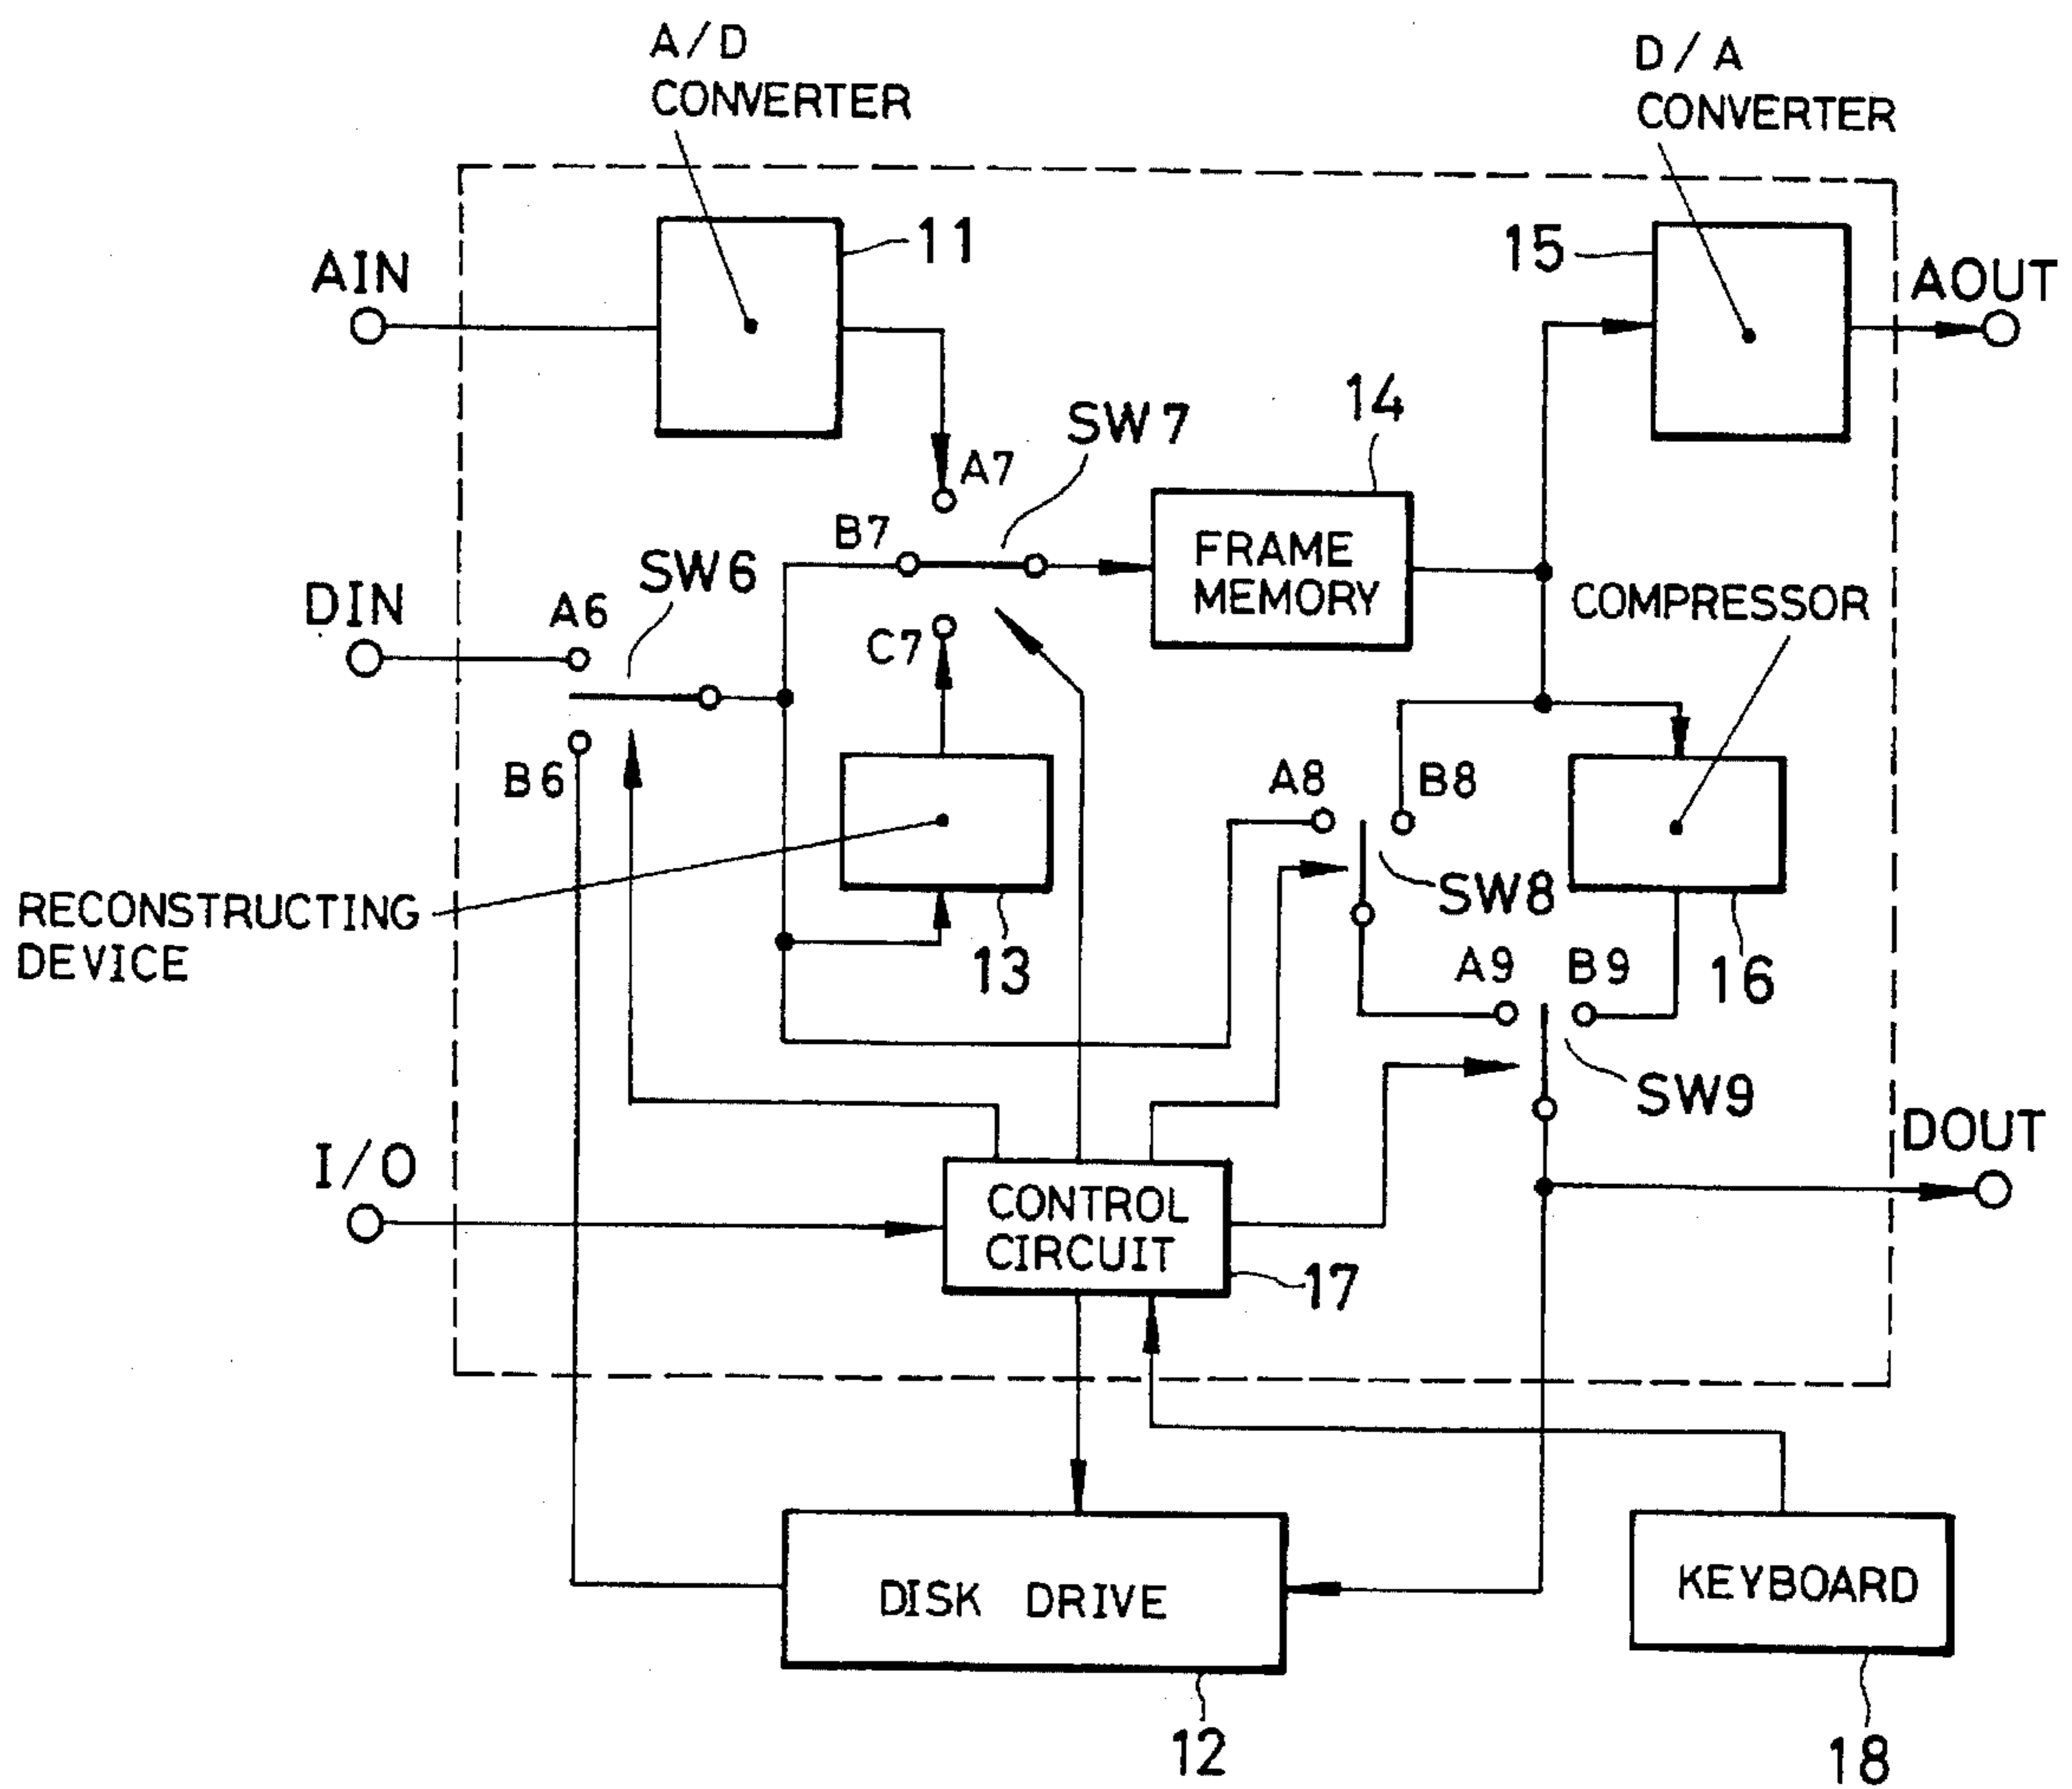 A/D
CONVERTER
D/A
CONVERTER
11
15
AIN
AOUT
SW7
14
A7
B7
FRAME
MEMORY
SW6
DIN
A6
COMPRESSOR
C7
B6
A8
B8
SW8
RECONSTRUCTING
DEVICE
13
A9
B9
16
SW9
DOUT
I/O
CONTROL
CIRCUIT
17
DISK DRIVE
KEYBOARD
12
18